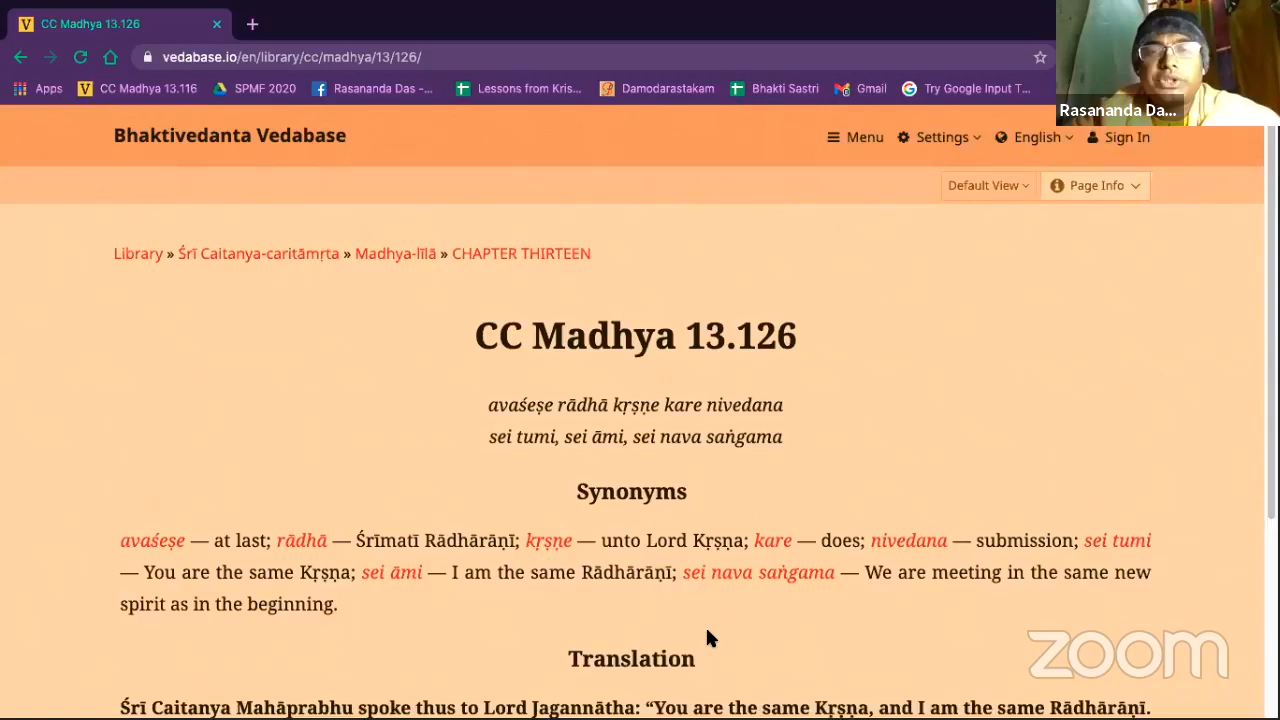 CC Madhya 13.126
vedabase.io/en/library/cc/madhya/13/126/
Apps CC Madhya 13.116 SPMF 2020 Rasananda Das -... Lessons from Kris... Damodarastakam Bhakti Sastri Gmail Try Google Input T...
Rasananda Da...
Bhaktivedanta Vedabase Menu Settings English Sign In
Default View Page Info
Library » Śrī Caitanya-caritāmṛta » Madhya-līlā » CHAPTER THIRTEEN
CC Madhya 13.126
avaśeṣe rādhā kṛṣṇe kare nivedana
sei tumi, sei āmi, sei nava saṅgama
Synonyms
avaśeṣe — at last; rādhā — Śrīmatī Rādhārāṇī; kṛṣṇe — unto Lord Kṛṣṇa; kare — does; nivedana — submission; sei tumi
— You are the same Kṛṣṇa; sei āmi — I am the same Rādhārāṇī; sei nava saṅgama — We are meeting in the same new
spirit as in the beginning.
Translation
Śrī Caitanya Mahāprabhu spoke thus to Lord Jagannātha: “You are the same Kṛṣṇa, and I am the same Rādhārāṇī.
zoom